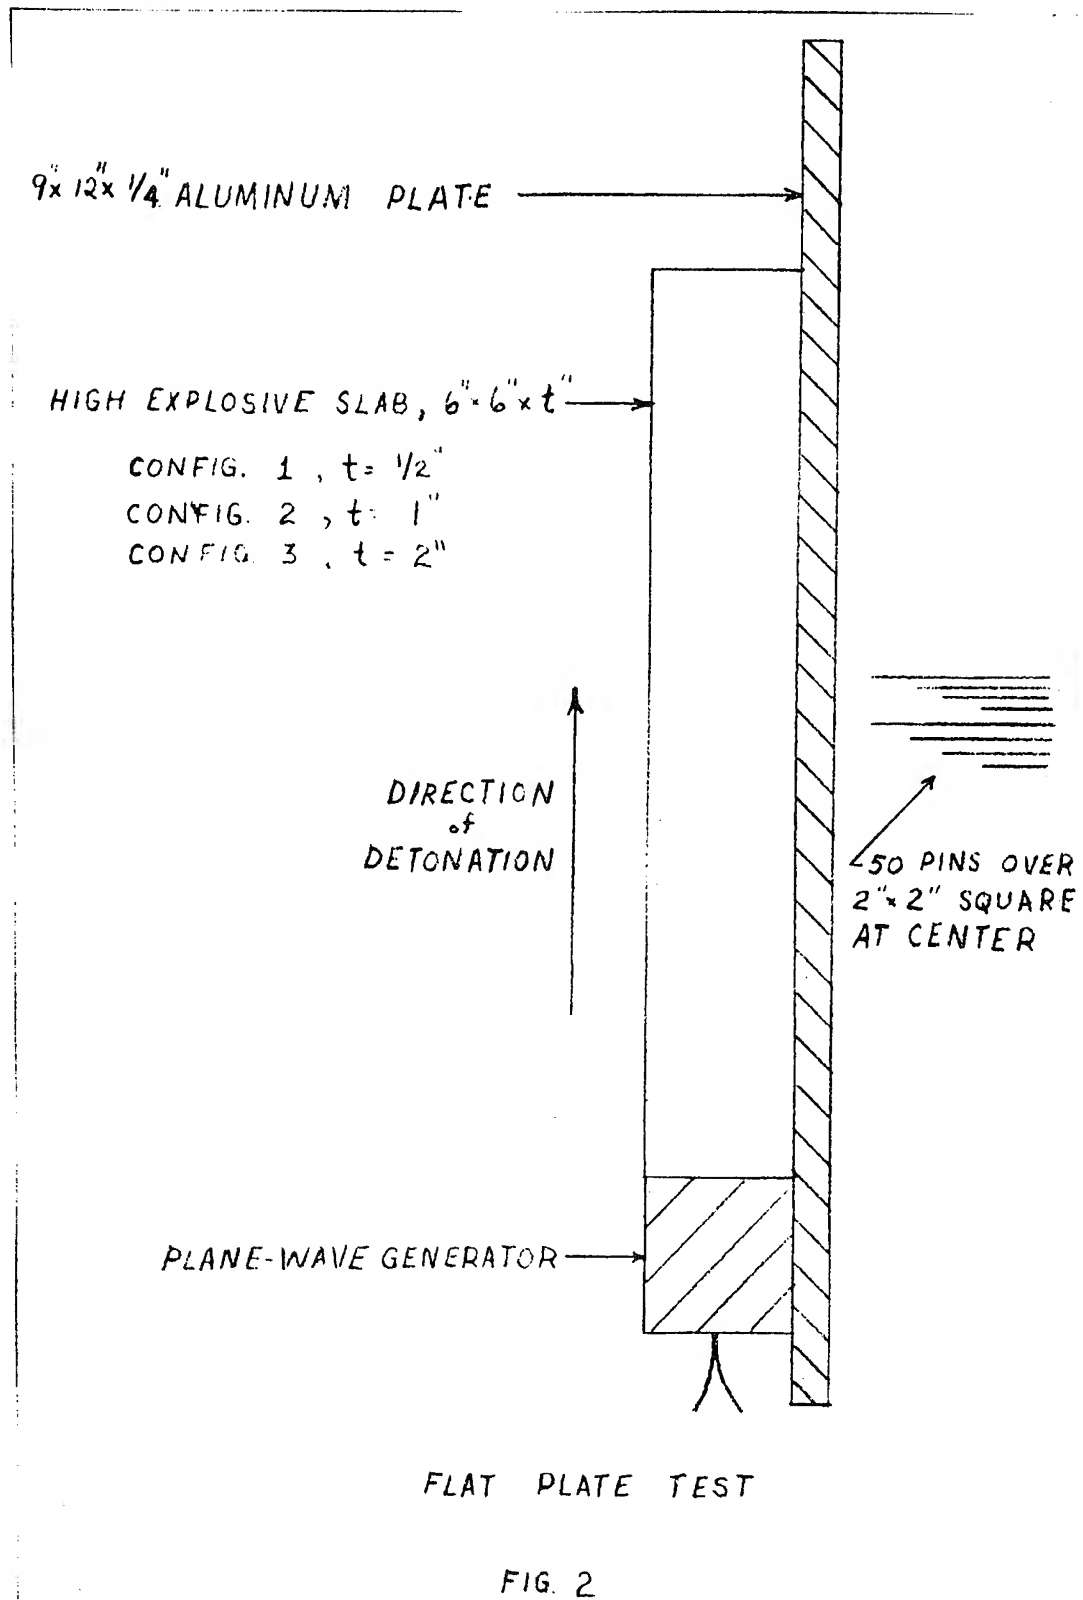 9"x 12"x 1/4" ALUMINUM PLATE
HIGH EXPLOSIVE SLAB, 6"x 6"x t"
CONFIG. 1, t= 1/2"
CONFIG. 2, t= 1"
CONFIG. 3, t= 2"
DIRECTION
of
DETONATION
~50 PINS OVER
2"x 2" SQUARE
AT CENTER
PLANE-WAVE GENERATOR
FLAT PLATE TEST
FIG. 2